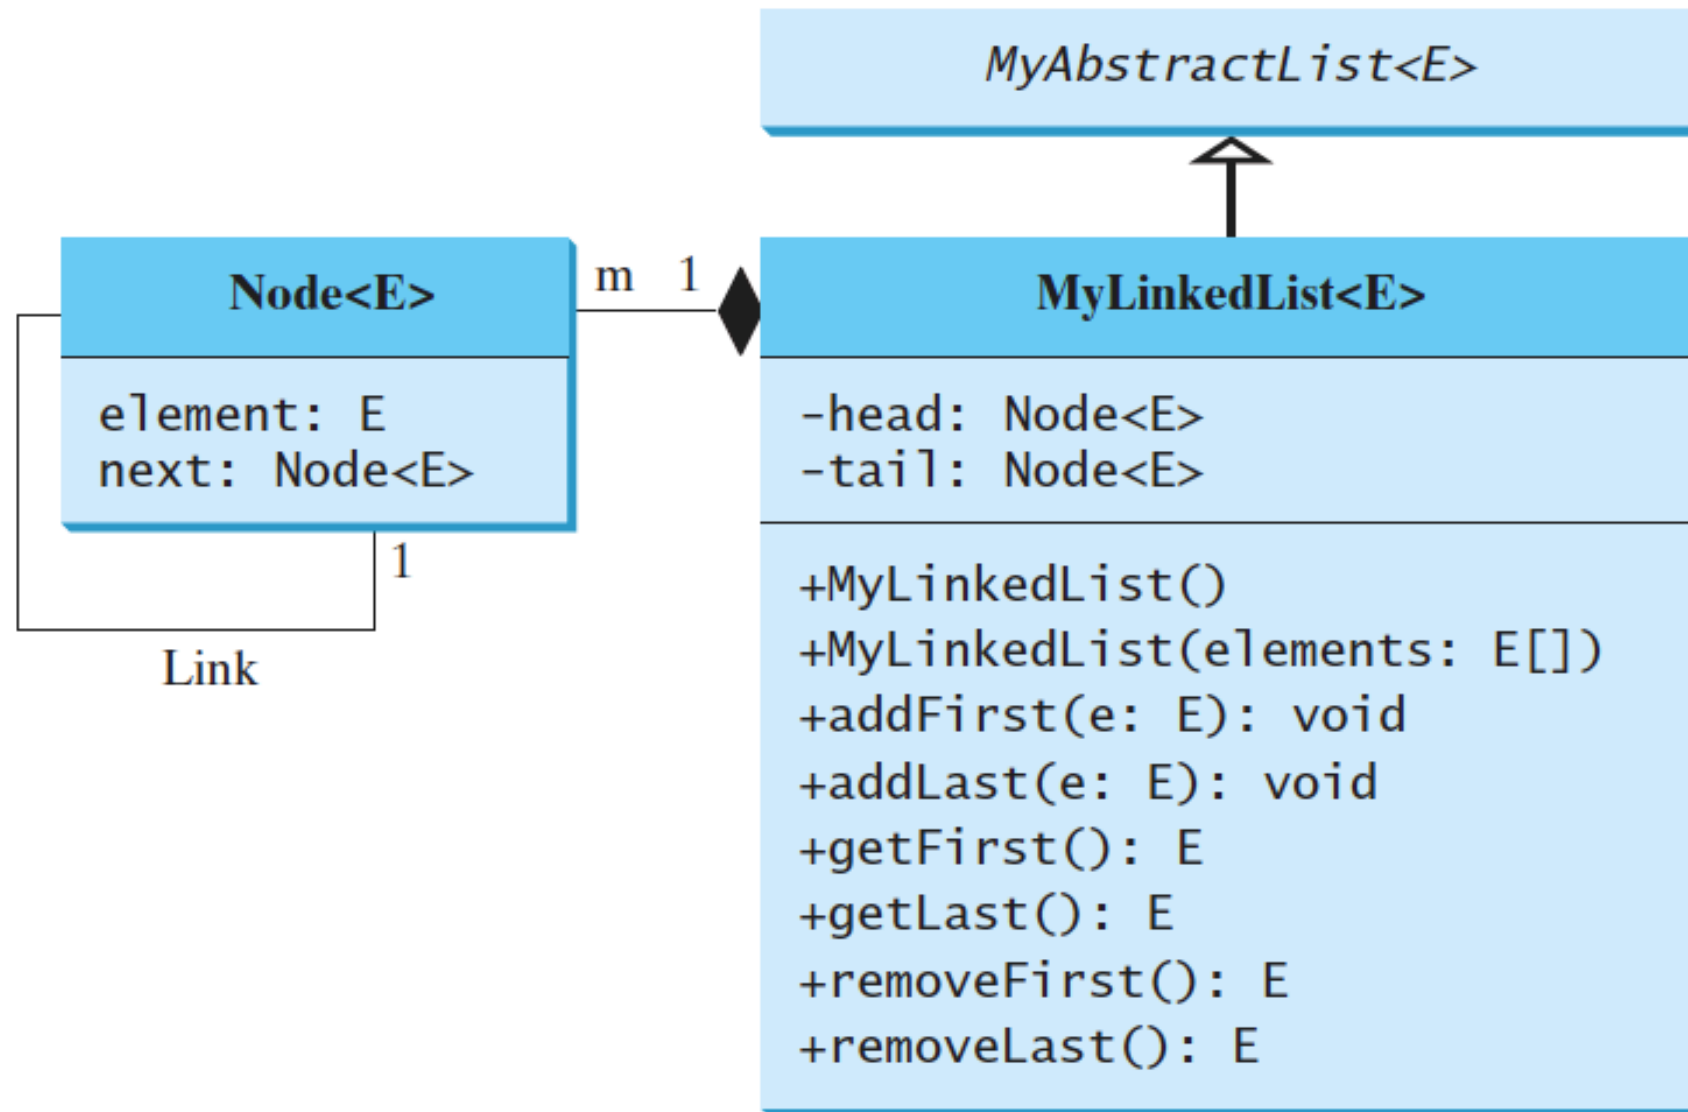 MyAbstractList<E>
Node<E>
element: E
next: Node<E>
1
Link
m 1
MyLinkedList<E>
-head: Node<E>
-tail: Node<E>
+MyLinkedList()
+MyLinkedList(elements: E[])
+addFirst(e: E): void
+addLast(e: E): void
+getFirst(): E
+getLast(): E
+removeFirst(): E
+removeLast(): E